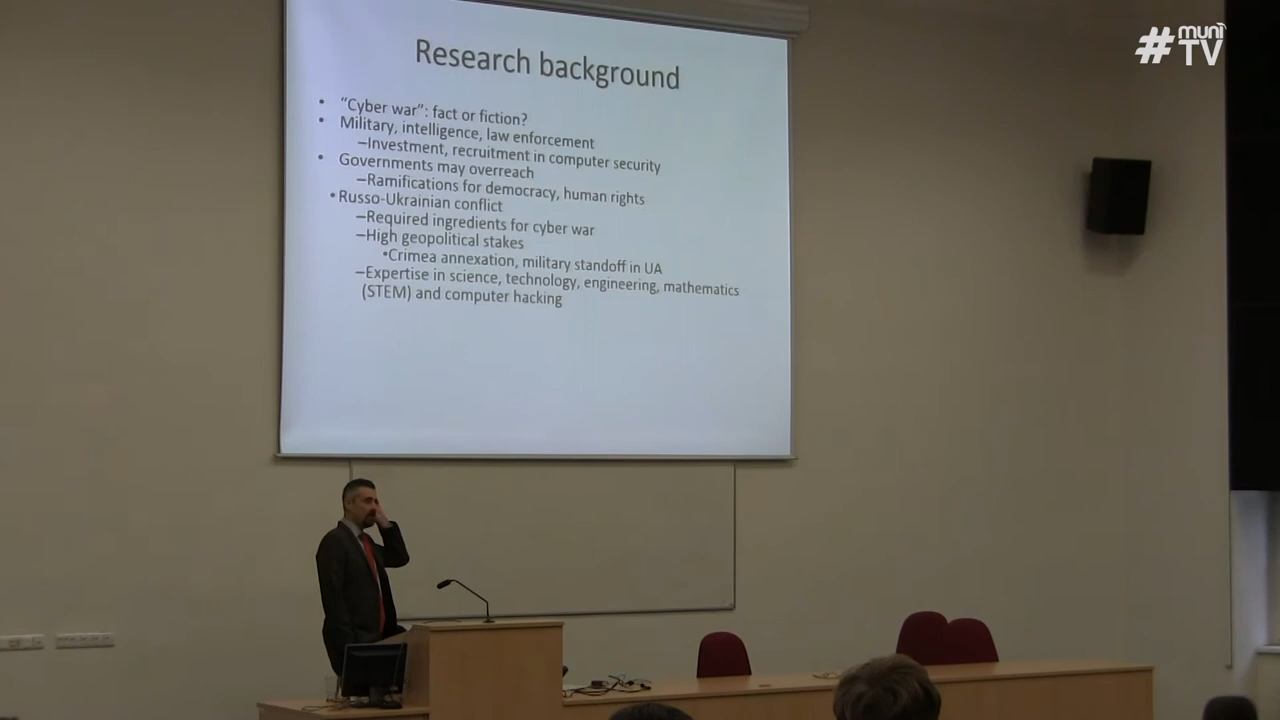 #muni TV
Research background
• "Cyber war": fact or fiction?
• Military, intelligence, law enforcement
–Investment, recruitment in computer security
• Governments may overreach
–Ramifications for democracy, human rights
•Russo-Ukrainian conflict
–Required ingredients for cyber war
–High geopolitical stakes
•Crimea annexation, military standoff in UA
–Expertise in science, technology, engineering, mathematics
(STEM) and computer hacking